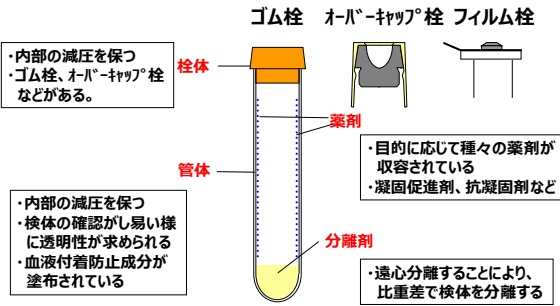 ゴム栓 オーバーキャップ栓 フィルム栓
・内部の減圧を保つ
・ゴム栓、オーバーキャップ栓
などがある。
栓体
薬剤
・目的に応じて種々の薬剤が
収容されている
・凝固促進剤、抗凝固剤など
管体
・内部の減圧を保つ
・検体の確認がし易い様
に透明性が求められる
・血液付着防止成分が
塗布されている
分離剤
・遠心分離することにより、
比重差で検体を分離する